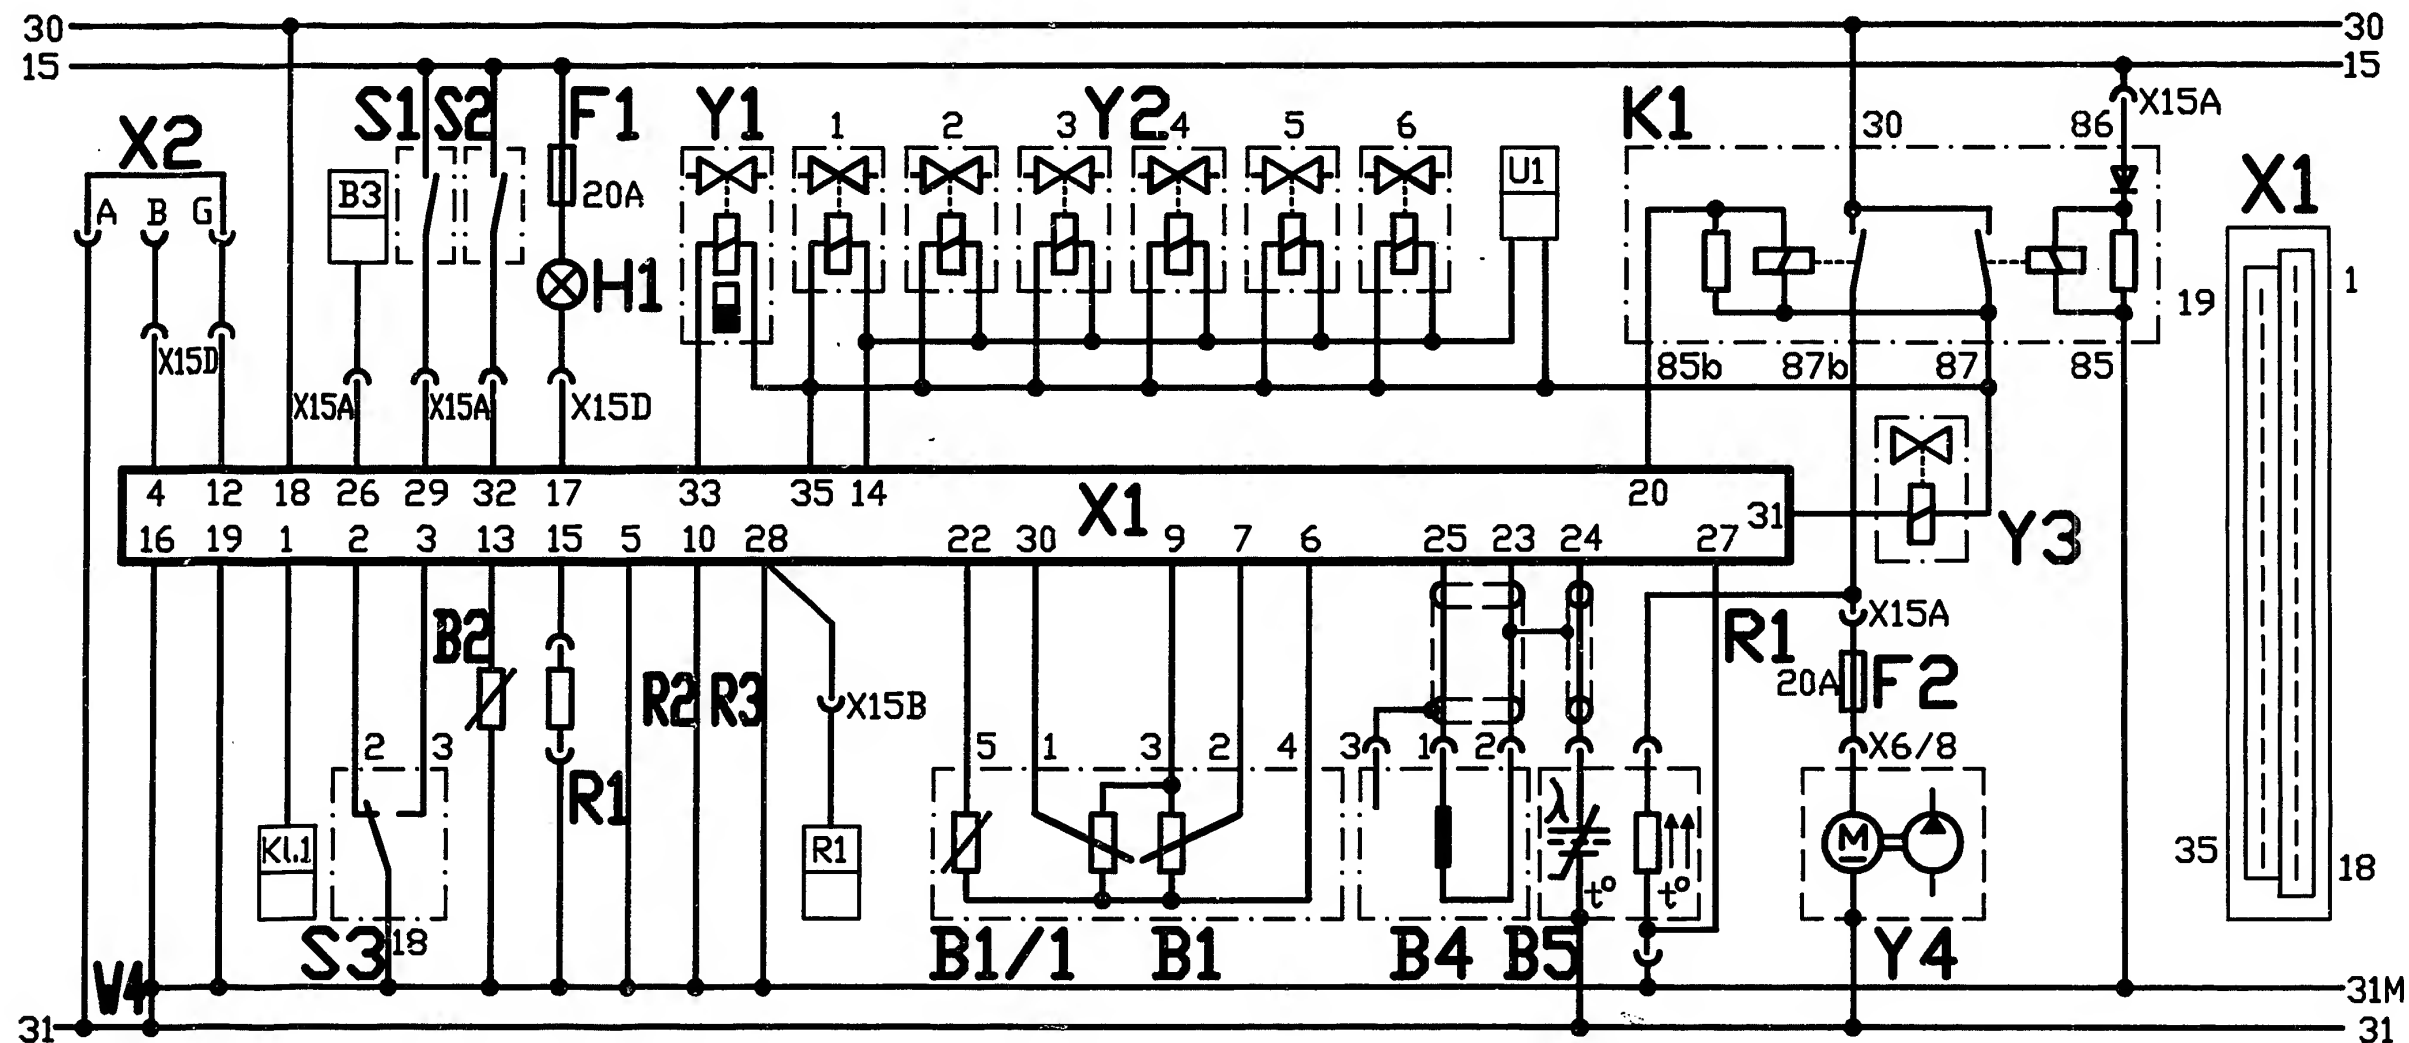 30 30
15 15
X2 S1 S2 F1 Y1 1 2 3 Y2 4 5 6 K1 30 86 X15A
A B G B3 20A U1 X1
H1 19 1
X15D 85b 87b 87 85
X15A X15A X15D
4 12 18 26 29 32 17 33 35 14 X1 20 31
16 19 1 2 3 13 15 5 10 28 22 30 9 7 6 25 23 24 27 Y3
B2 R1 X15A
R2 R3 X15B 20A F2
2 3 5 1 3 2 4 3 1 2 X6/8
R1 λ
Kl.1 R1 M 35 18
t° t°
S3 18 B1/1 B1 B4 B5 Y4
W4 31M
31 31